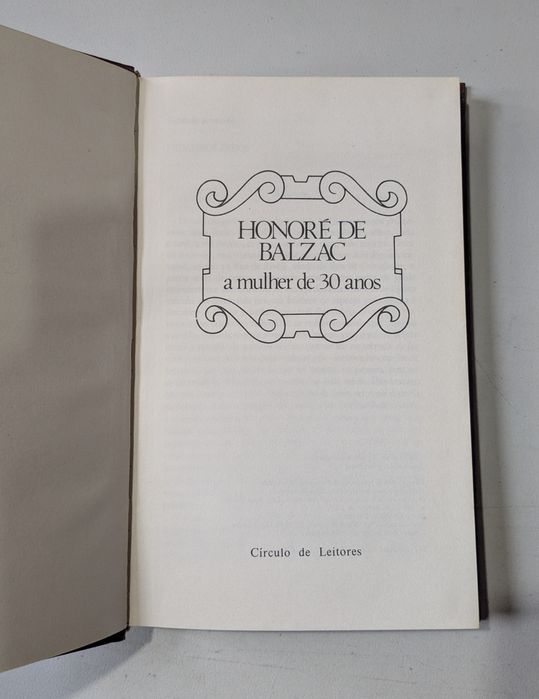 HONORÉ DE
BALZAC
a mulher de 30 anos
Círculo de Leitores